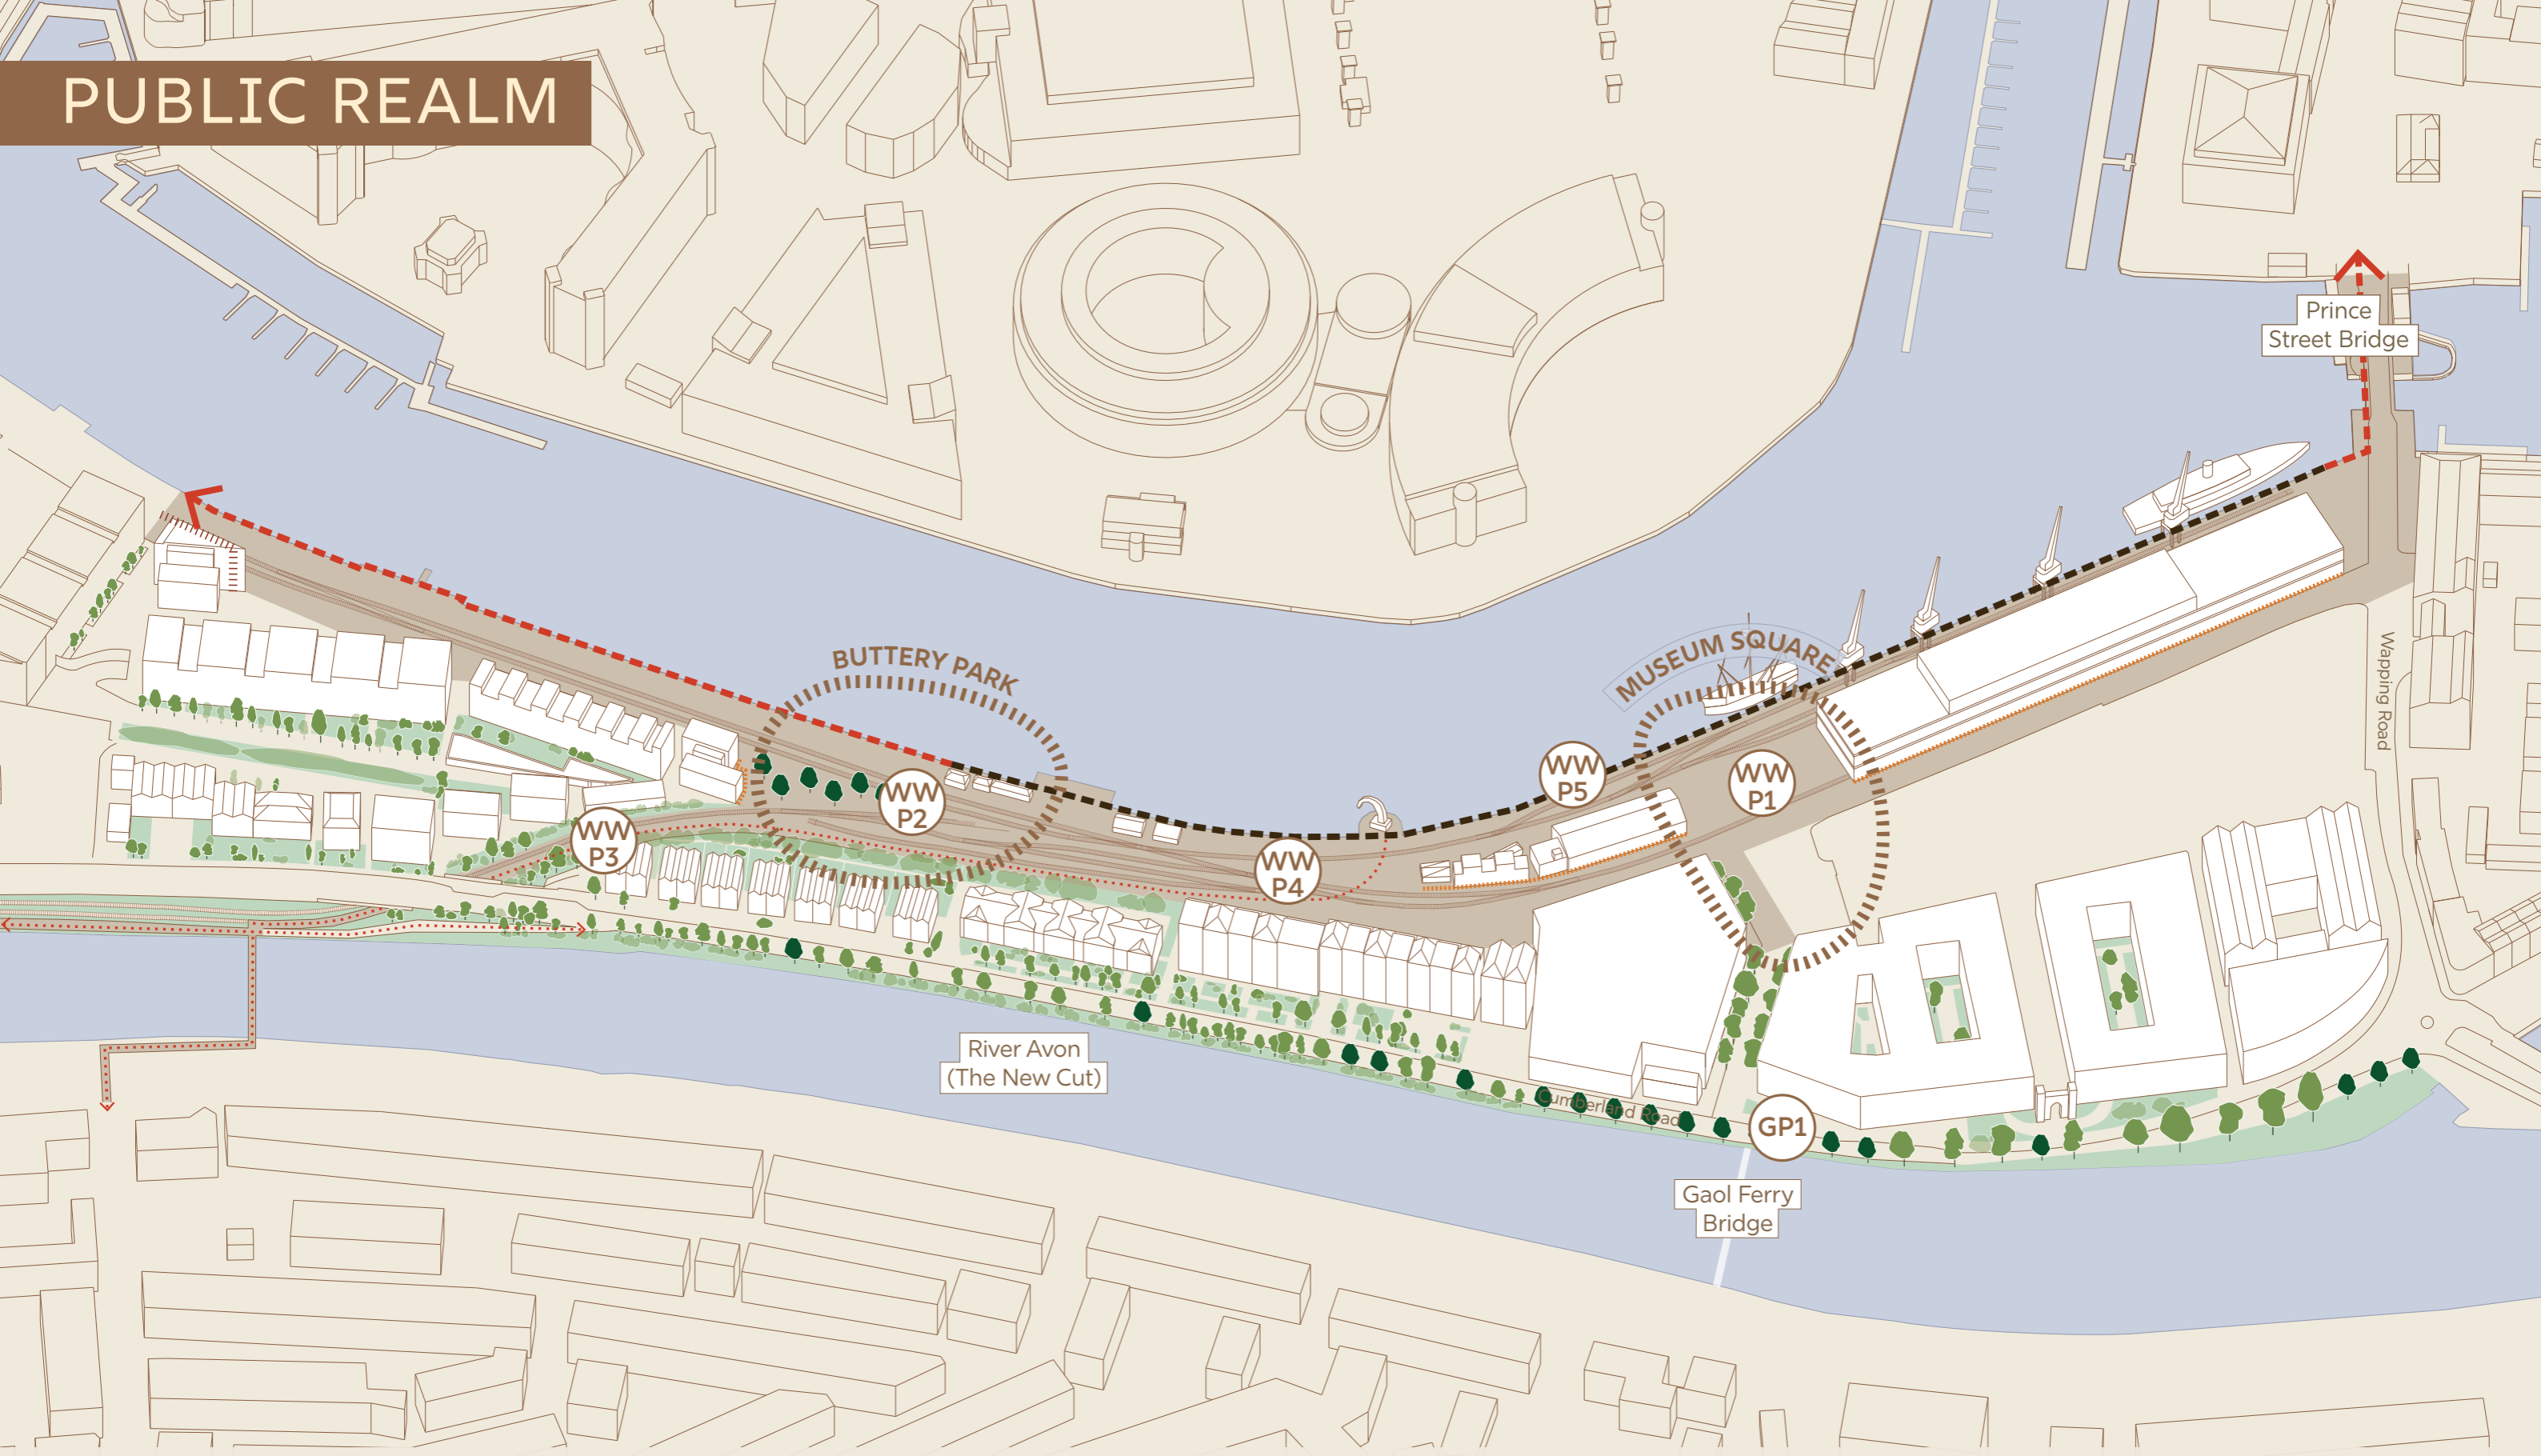 PUBLIC REALM
Prince
Street Bridge
BUTTERY PARK
MUSEUM SQUARE
Wapping Road
WW
P5
WW
P1
WW
P2
WW
P3
WW
P4
River Avon
(The New Cut)
Cumberland Road
GP1
Gaol Ferry
Bridge